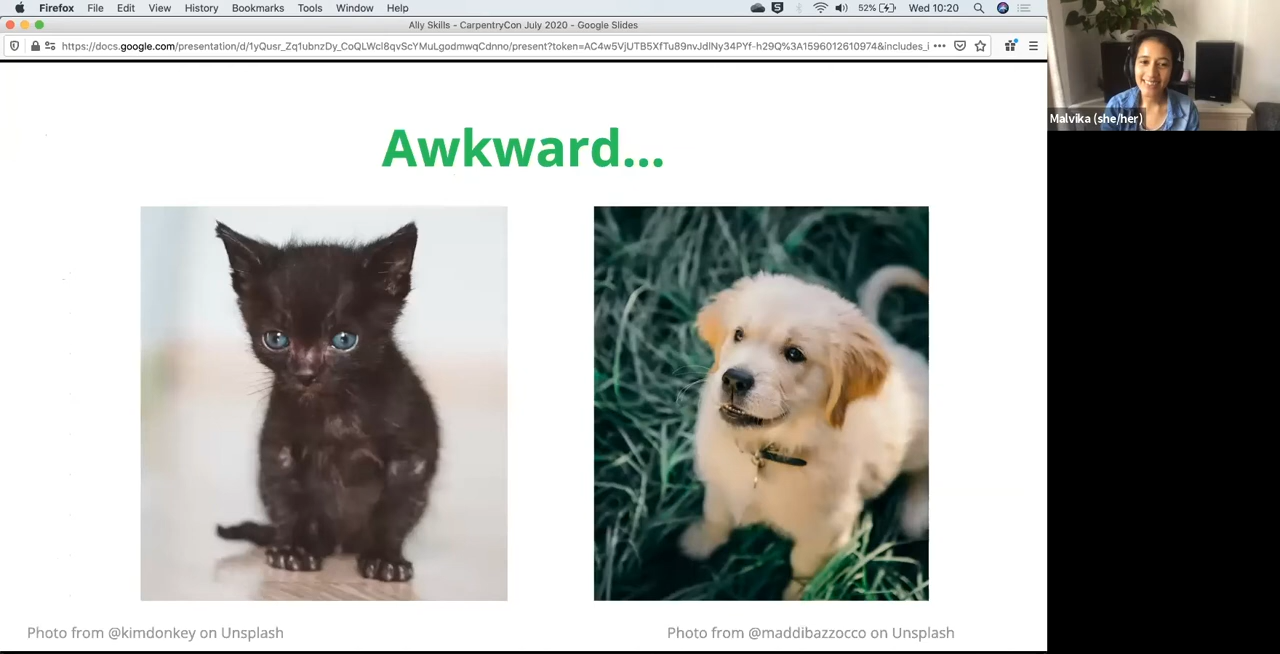 Firefox File Edit View History Bookmarks Tools Window Help 52% Wed 10:20
Ally Skills - CarpentryCon July 2020 - Google Slides
Malvika (she/her)
Awkward...
Photo from @kimdonkey on Unsplash
Photo from @maddibazzocco on Unsplash